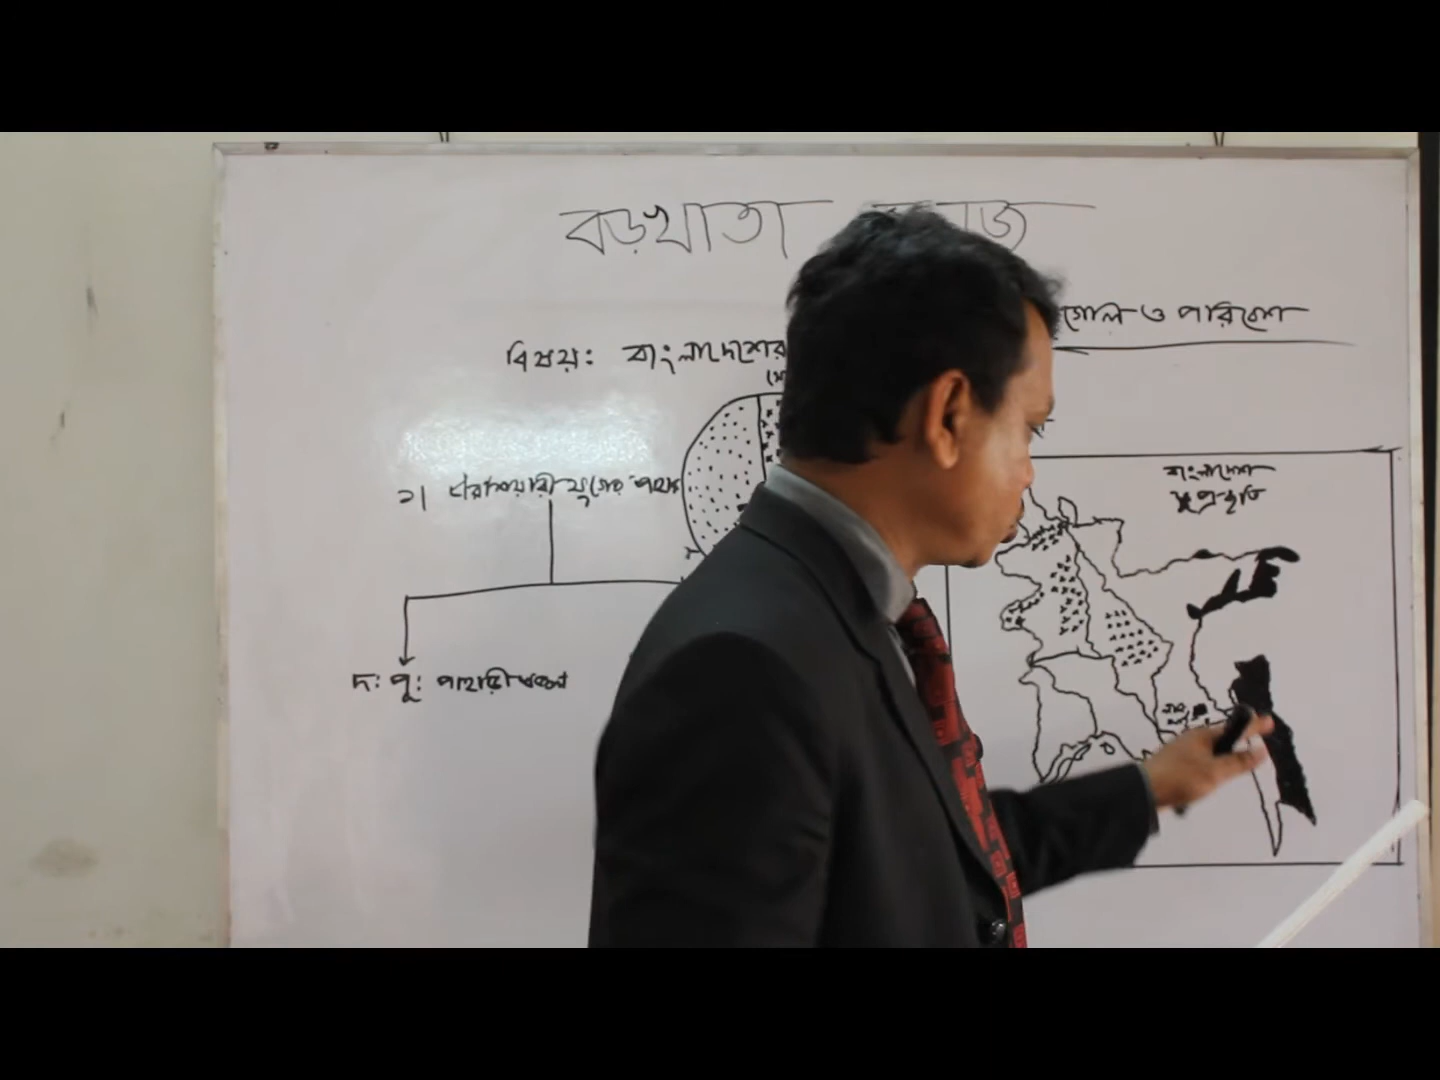 বড়খাতা
গোল ও পরিবেশ
বিষয়: বাংলাদেশের
বাংলাদেশ
ভূপ্রকৃতি
১। টারশিয়ারী যুগের পাহাড়
দ: পূ: পাহাড়ী অঞ্চল